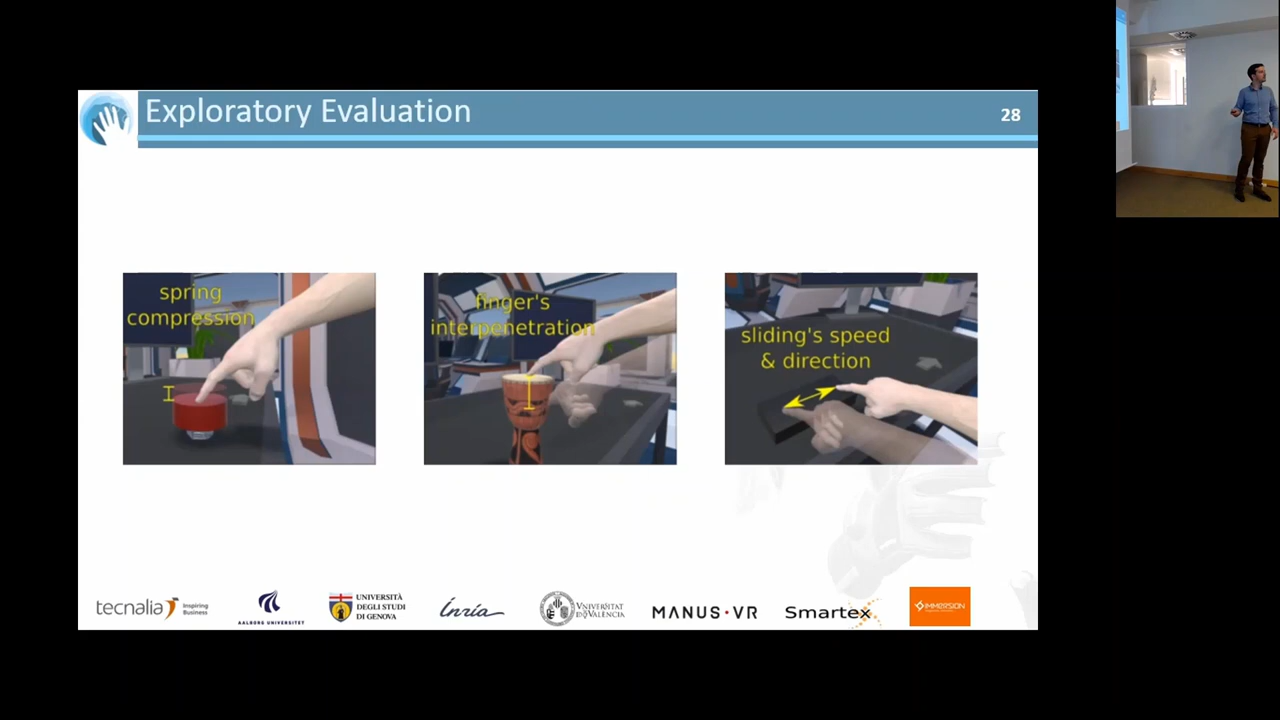 Exploratory Evaluation
28
spring
compression
finger's
interpenetration
sliding's speed
& direction
tecnalia Inspiring
Business
AALBORG UNIVERSITET
UNIVERSITÀ
DEGLI STUDI
DI GENOVA
Inria
VNIVERSITAT
DE VALÈNCIA
MANUS·VR
Smartex
IMMERSION